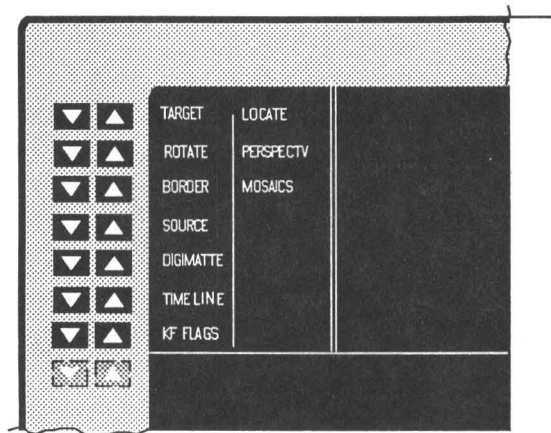 TARGET LOCATE
ROTATE PERSPECTV
BORDER MOSAICS
SOURCE
DIGIMATTE
TIME LINE
KF FLAGS